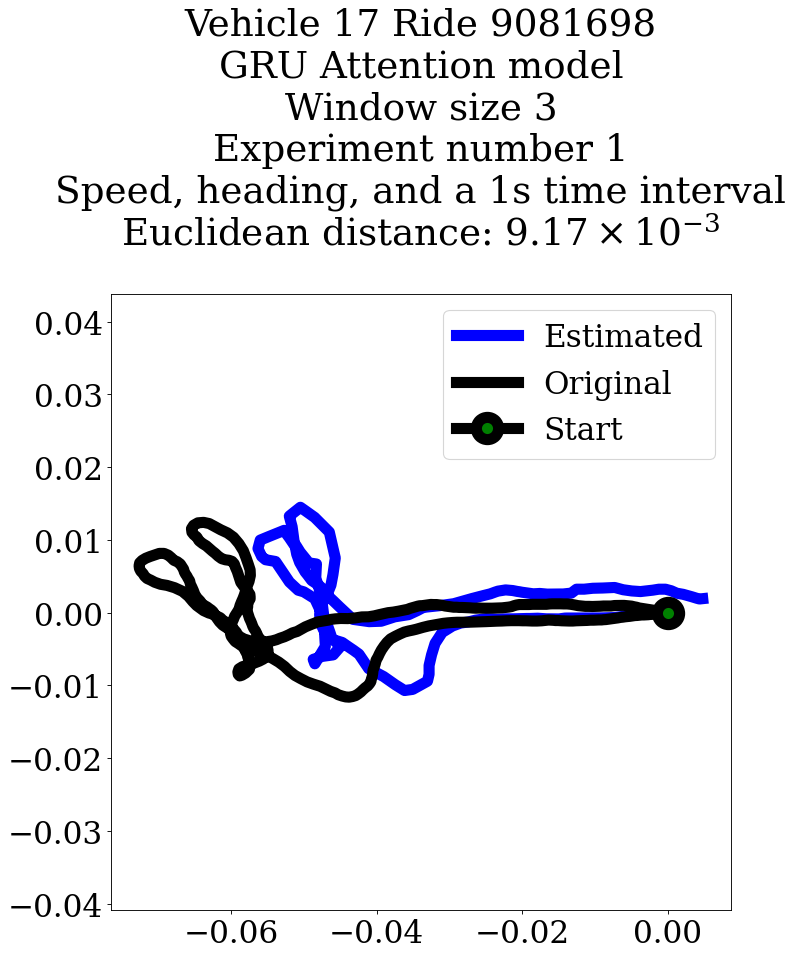 Vehicle 17 Ride 9081698
GRU Attention model
Window size 3
Experiment number 1
Speed, heading, and a 1s time interval
Euclidean distance: 9.17 × 10⁻³
Estimated
Original
Start
0.04
0.03
0.02
0.01
0.00
−0.01
−0.02
−0.03
−0.04
−0.06 −0.04 −0.02 0.00